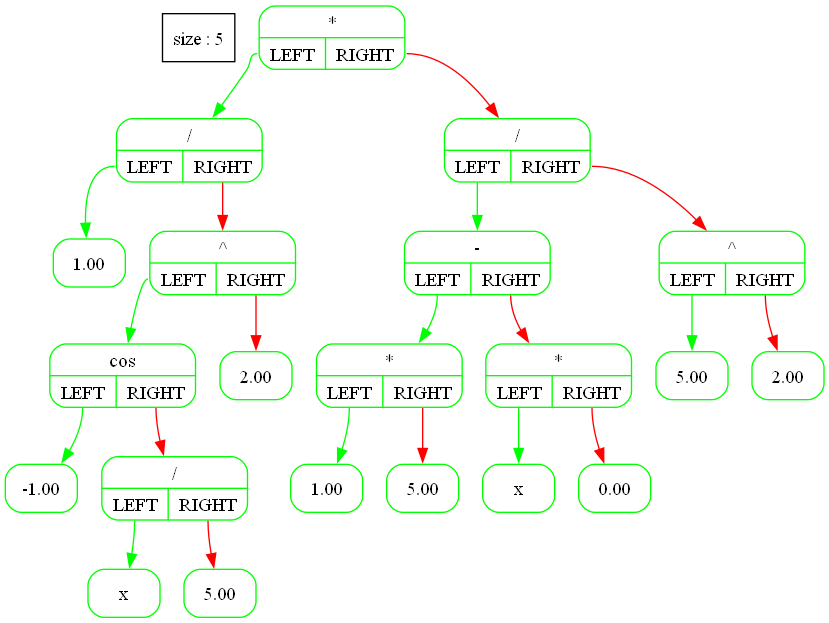 size : 5
*
LEFT RIGHT
/
LEFT RIGHT
/
LEFT RIGHT
1.00
^
LEFT RIGHT
-
LEFT RIGHT
^
LEFT RIGHT
cos
LEFT RIGHT
2.00
*
LEFT RIGHT
*
LEFT RIGHT
5.00
2.00
-1.00
/
LEFT RIGHT
1.00
5.00
x
0.00
x
5.00